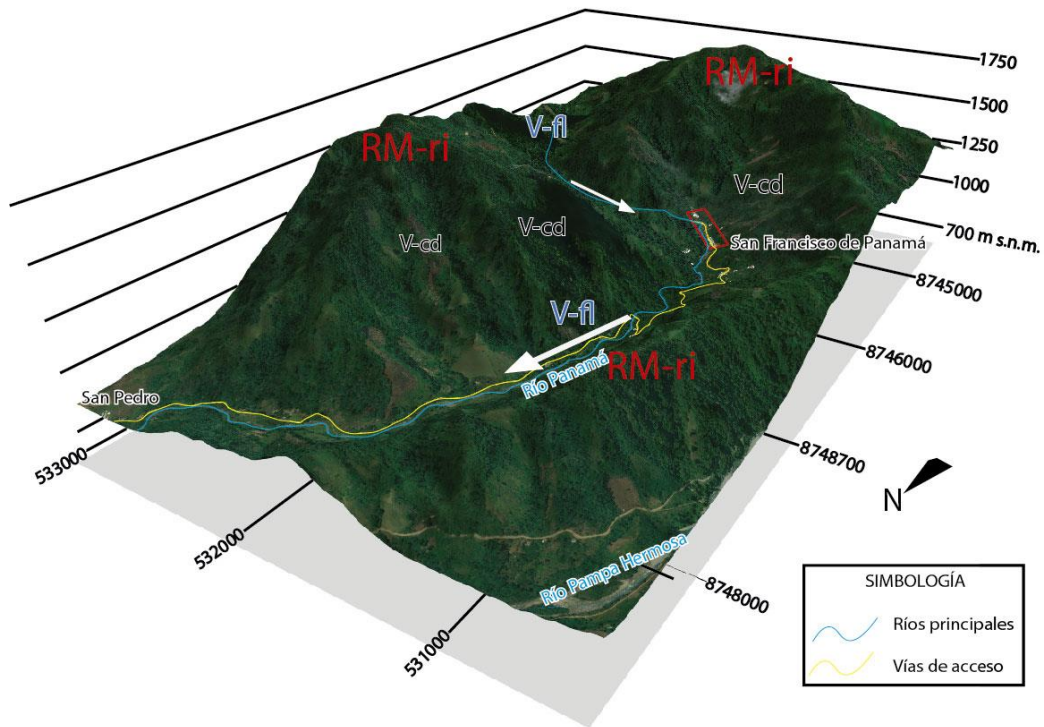 1750
RM-ri
1500
V-fl
RM-ri
1250
1000
V-cd
V-cd
V-cd
700 m s.n.m.
San Francisco de Panamá
8745000
V-fl
8746000
Río Panamá
RM-ri
San Pedro
8748700
533000
N
532000
Río Pampa Hermosa
8748000
531000
SIMBOLOGÍA
Ríos principales
Vías de acceso